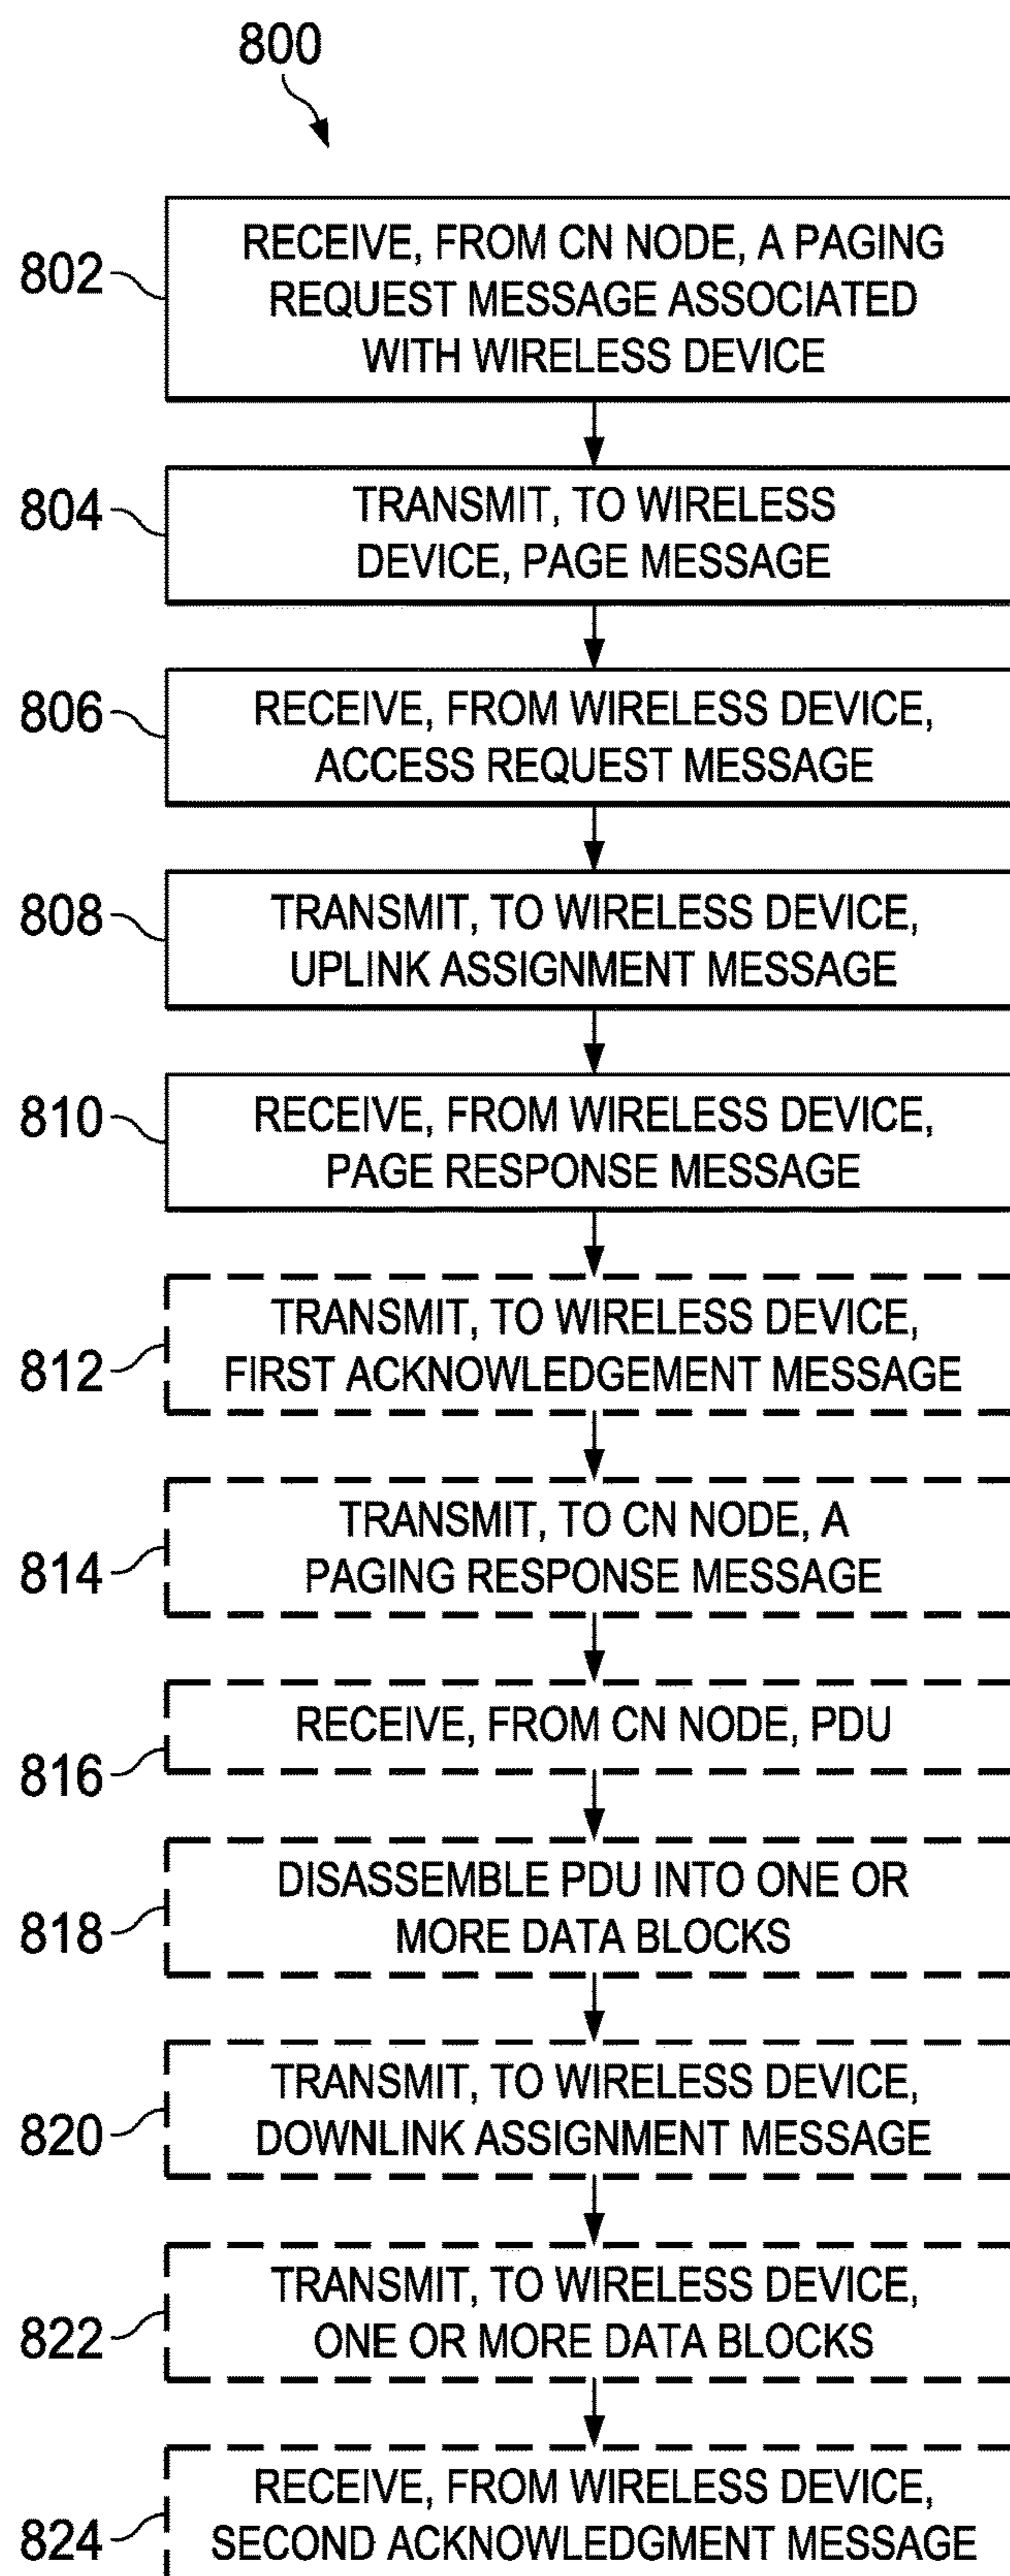 800
802
RECEIVE, FROM CN NODE, A PAGING
REQUEST MESSAGE ASSOCIATED
WITH WIRELESS DEVICE
804
TRANSMIT, TO WIRELESS
DEVICE, PAGE MESSAGE
806
RECEIVE, FROM WIRELESS DEVICE,
ACCESS REQUEST MESSAGE
808
TRANSMIT, TO WIRELESS DEVICE,
UPLINK ASSIGNMENT MESSAGE
810
RECEIVE, FROM WIRELESS DEVICE,
PAGE RESPONSE MESSAGE
812
TRANSMIT, TO WIRELESS DEVICE,
FIRST ACKNOWLEDGEMENT MESSAGE
814
TRANSMIT, TO CN NODE, A
PAGING RESPONSE MESSAGE
816
RECEIVE, FROM CN NODE, PDU
818
DISASSEMBLE PDU INTO ONE OR
MORE DATA BLOCKS
820
TRANSMIT, TO WIRELESS DEVICE,
DOWNLINK ASSIGNMENT MESSAGE
822
TRANSMIT, TO WIRELESS DEVICE,
ONE OR MORE DATA BLOCKS
824
RECEIVE, FROM WIRELESS DEVICE,
SECOND ACKNOWLEDGMENT MESSAGE